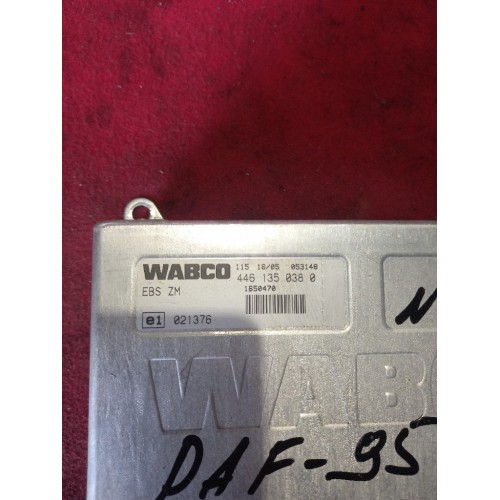 WABCO 115 16/05 053148
446 135 038 0
EBS ZM 1650470
e1 021376
N
WABC
DAF-95